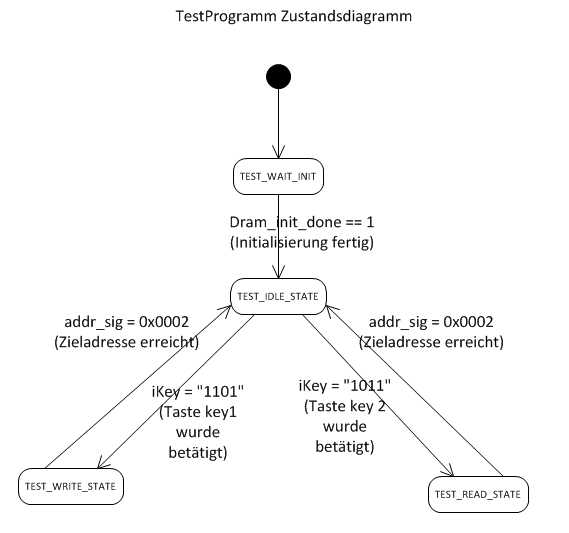 TestProgramm Zustandsdiagramm
TEST_WAIT_INIT
Dram_init_done == 1
(Initialisierung fertig)
TEST_IDLE_STATE
addr_sig = 0x0002
(Zieladresse erreicht)
addr_sig = 0x0002
(Zieladresse erreicht)
iKey = "1101"
(Taste key1
wurde
betätigt)
iKey = "1011"
(Taste key 2
wurde
betätigt)
TEST_WRITE_STATE
TEST_READ_STATE